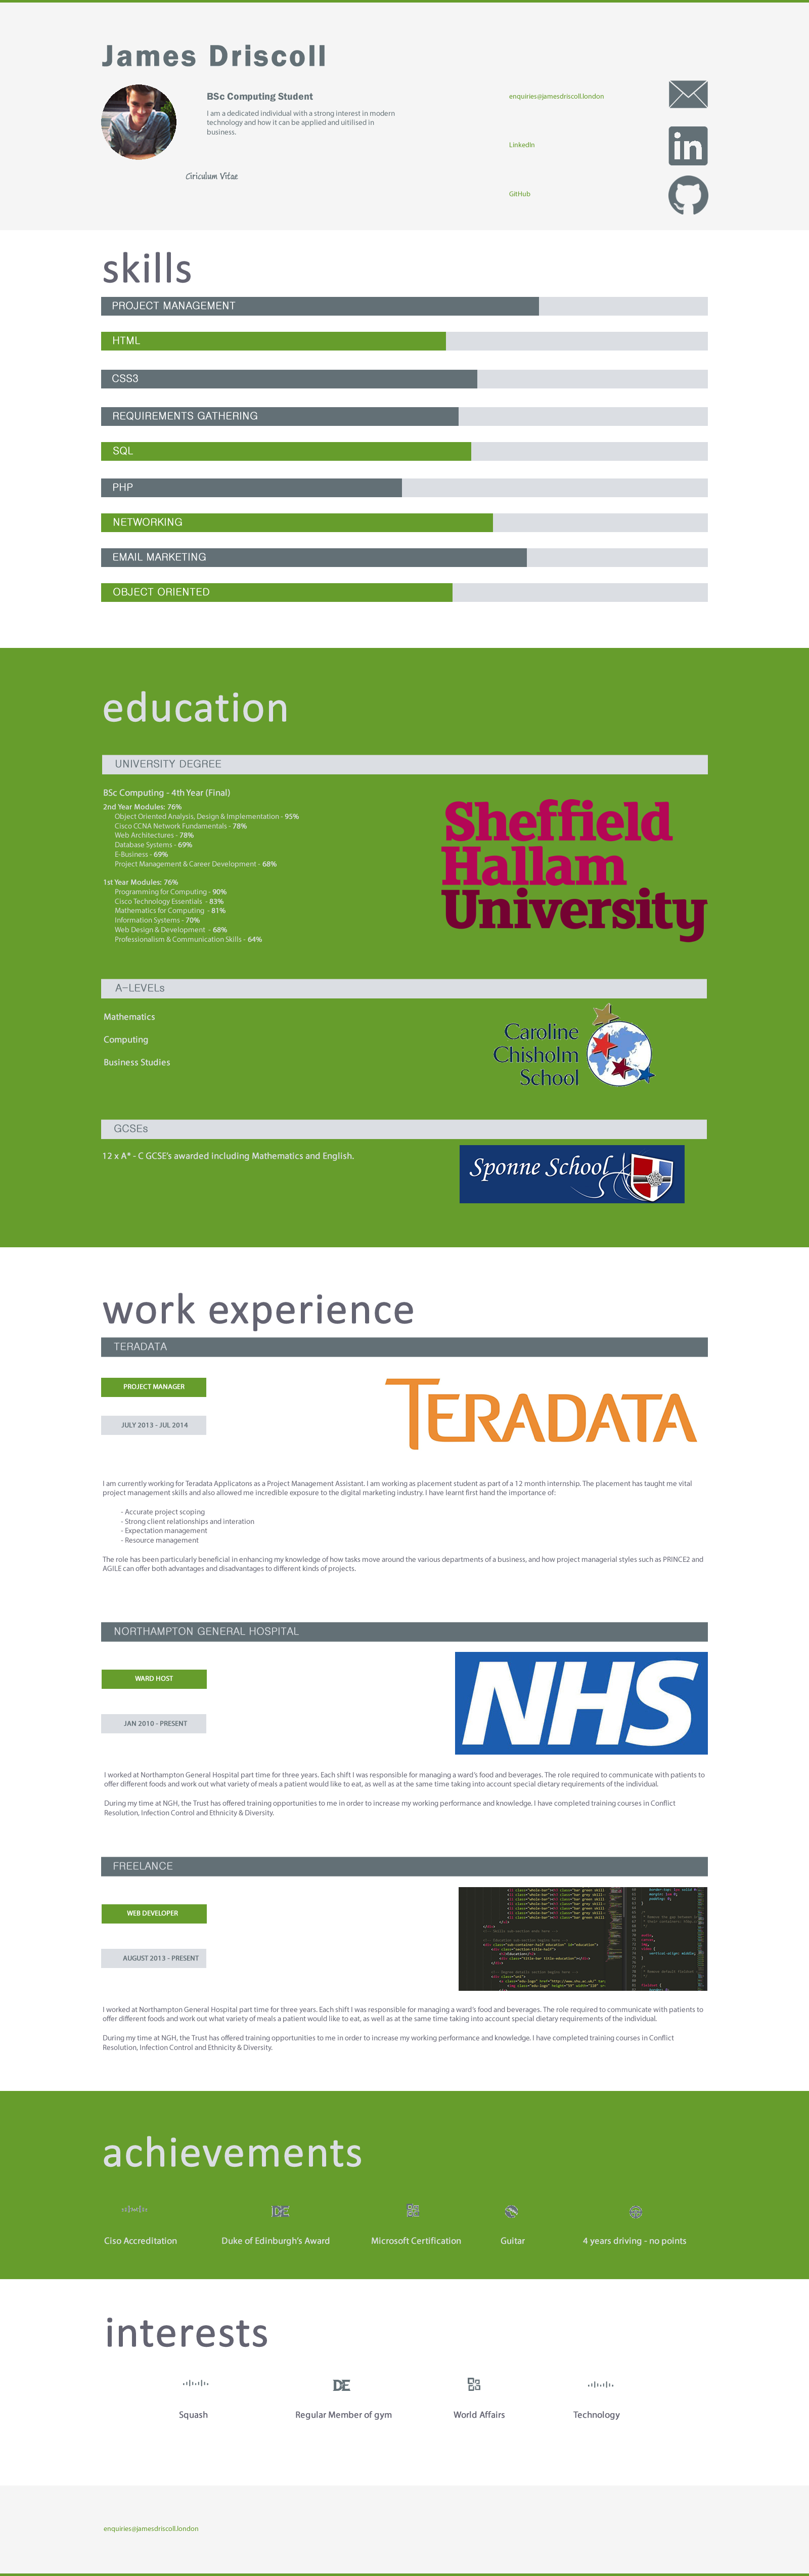 James Driscoll
BSc Computing Student
I am a dedicated individual with a strong interest in modern
technology and how it can be applied and uitilised in
business.
Ciriculum Vitae
enquiries@jamesdriscoll.london
LinkedIn
in
GitHub
skills
PROJECT MANAGEMENT
HTML
CSS3
REQUIREMENTS GATHERING
SQL
PHP
NETWORKING
EMAIL MARKETING
OBJECT ORIENTED
education
UNIVERSITY DEGREE
BSc Computing - 4th Year (Final)
2nd Year Modules: 76%
Object Oriented Analysis, Design & Implementation - 95%
Cisco CCNA Network Fundamentals - 78%
Web Architectures - 78%
Database Systems - 69%
E-Business - 69%
Project Management & Career Development - 68%
1st Year Modules: 76%
Programming for Computing - 90%
Cisco Technology Essentials - 83%
Mathematics for Computing - 81%
Information Systems - 70%
Web Design & Development - 68%
Professionalism & Communication Skills - 64%
Sheffield
Hallam
University
A-LEVELs
Mathematics
Computing
Business Studies
Caroline
Chisholm
School
GCSEs
12 x A* - C GCSE's awarded including Mathematics and English.
Sponne School
work experience
TERADATA
PROJECT MANAGER
JULY 2013 - JUL 2014
TERADATA
I am currently working for Teradata Applicatons as a Project Management Assistant. I am working as placement student as part of a 12 month internship. The placement has taught me vital
project management skills and also allowed me incredible exposure to the digital marketing industry. I have learnt first hand the importance of:
- Accurate project scoping
- Strong client relationships and interation
- Expectation management
- Resource management
The role has been particularly beneficial in enhancing my knowledge of how tasks move around the various departments of a business, and how project managerial styles such as PRINCE2 and
AGILE can offer both advantages and disadvantages to different kinds of projects.
NORTHAMPTON GENERAL HOSPITAL
WARD HOST
JAN 2010 - PRESENT
NHS
I worked at Northampton General Hospital part time for three years. Each shift I was responsible for managing a ward's food and beverages. The role required to communicate with patients to
offer different foods and work out what variety of meals a patient would like to eat, as well as at the same time taking into account special dietary requirements of the individual.
During my time at NGH, the Trust has offered training opportunities to me in order to increase my working performance and knowledge. I have completed training courses in Conflict
Resolution, Infection Control and Ethnicity & Diversity.
FREELANCE
WEB DEVELOPER
AUGUST 2013 - PRESENT
I worked at Northampton General Hospital part time for three years. Each shift I was responsible for managing a ward's food and beverages. The role required to communicate with patients to
offer different foods and work out what variety of meals a patient would like to eat, as well as at the same time taking into account special dietary requirements of the individual.
During my time at NGH, the Trust has offered training opportunities to me in order to increase my working performance and knowledge. I have completed training courses in Conflict
Resolution, Infection Control and Ethnicity & Diversity.
achievements
DE
Ciso Accreditation
Duke of Edinburgh's Award
Microsoft Certification
Guitar
4 years driving - no points
interests
DE
Squash
Regular Member of gym
World Affairs
Technology
enquiries@jamesdriscoll.london